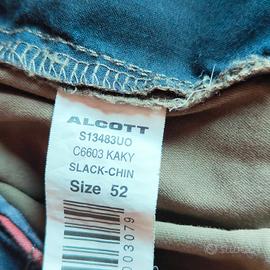 ALCOTT
S13483UO
C6603 KAKY
SLACK-CHIN
Size 52
003079